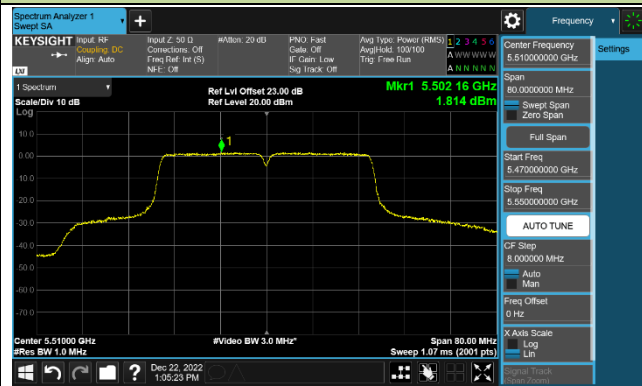 Spectrum Analyzer 1
Swept SA
+
Frequency
KEYSIGHT
Input: RF
Coupling: DC
Align: Auto
Input Z: 50 Ω
Corrections: Off
Freq Ref: Int (S)
NFE: Off
#Atten: 20 dB
PNO: Fast
Gate: Off
IF Gain: Low
Sig Track: Off
Avg Type: Power (RMS)
Avg|Hold: 100/100
Trig: Free Run
1 2 3 4 5 6
A W W W W W
A N N N N N
LXI
1 Spectrum
Scale/Div 10 dB
Log
Ref Lvl Offset 23.00 dB
Ref Level 20.00 dBm
Mkr1 5.502 16 GHz
1.814 dBm
1
10.0
0.00
-10.0
-20.0
-30.0
-40.0
-50.0
-60.0
-70.0
Center 5.51000 GHz
#Res BW 1.0 MHz
#Video BW 3.0 MHz*
Span 80.00 MHz
Sweep 1.07 ms (2001 pts)
Center Frequency
5.510000000 GHz
Settings
Span
80.0000000 MHz
Swept Span
Zero Span
Full Span
Start Freq
5.470000000 GHz
Stop Freq
5.550000000 GHz
AUTO TUNE
CF Step
8.000000 MHz
Auto
Man
Freq Offset
0 Hz
X Axis Scale
Log
Lin
Signal Track
(Span Zoom)
?
Dec 22, 2022
1:05:23 PM